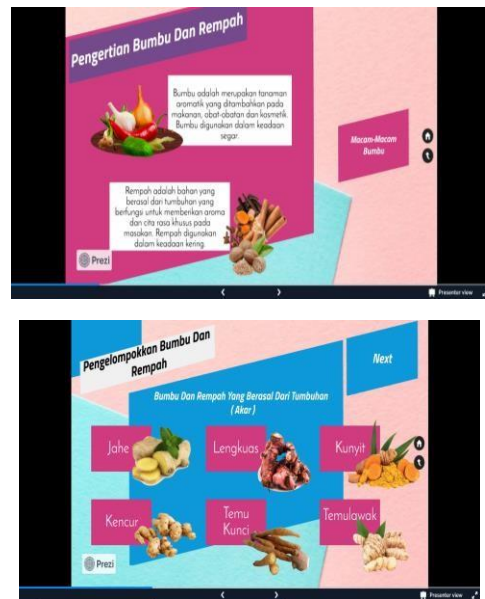 Pengertian Bumbu Dan Rempah
Bumbu adalah merupakan tanaman
aromatik yang ditambahkan pada
makanan, obat-obatan dan kosmetik.
Bumbu digunakan dalam keadaan
segar.
Macam-Macam
Bumbu
Rempah adalah bahan yang
berasal dari tumbuhan yang
berfungsi untuk memberikan aroma
dan cita rasa khusus pada
masakan. Rempah digunakan
dalam keadaan kering.
Prezi
Presenter view
Pengelompokkan Bumbu Dan
Rempah
Next
Bumbu Dan Rempah Yang Berasal Dari Tumbuhan
( Akar )
Jahe
Lengkuas
Kunyit
Kencur
Temu
Kunci
Temulawak
Prezi
Presenter view